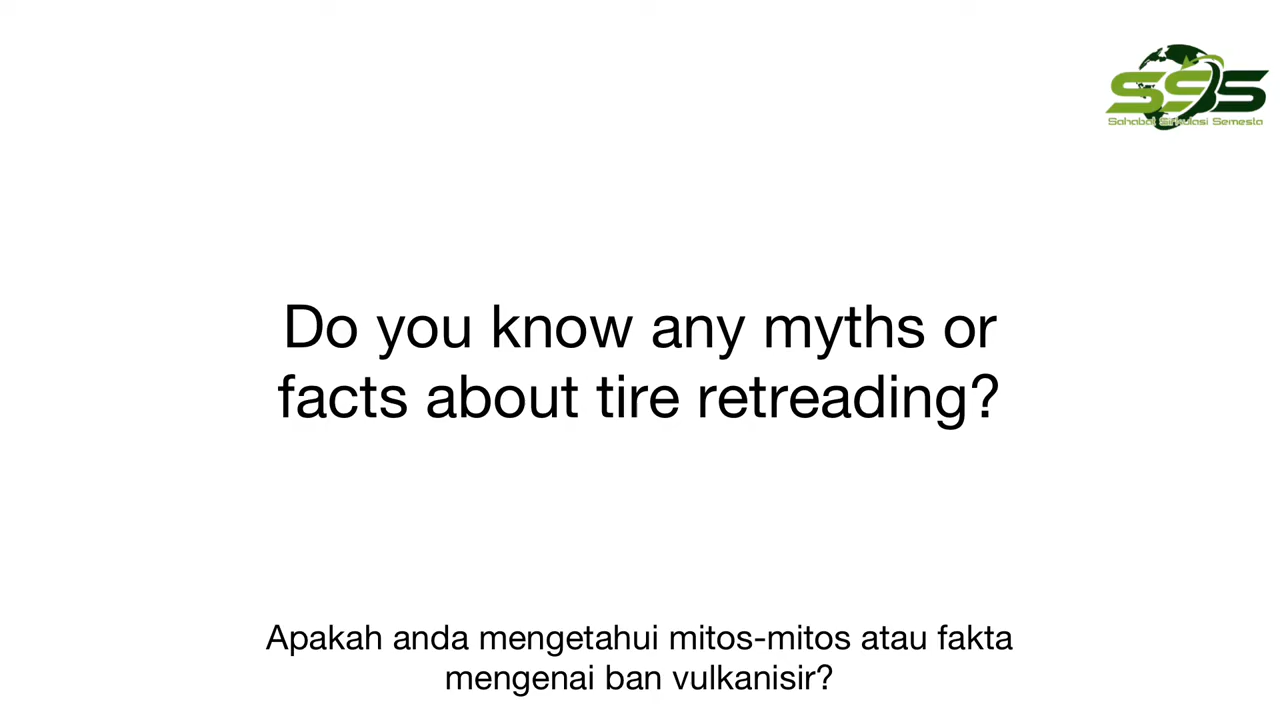 SSS
Sahabat Sirkulasi Semesta
Do you know any myths or
facts about tire retreading?
Apakah anda mengetahui mitos-mitos atau fakta
mengenai ban vulkanisir?